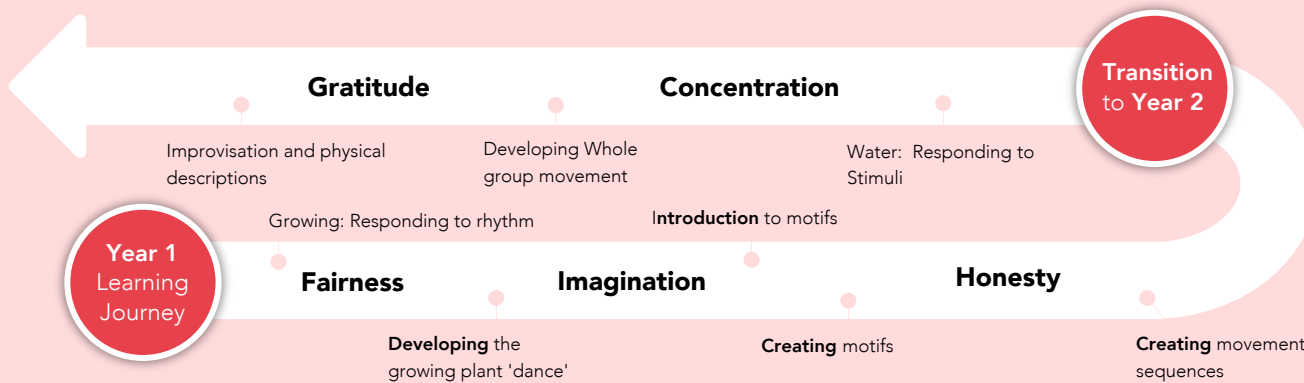 Gratitude
Concentration
Transition
to Year 2
Improvisation and physical
descriptions
Developing Whole
group movement
Water: Responding to
Stimuli
Growing: Responding to rhythm
Introduction to motifs
Year 1
Learning
Journey
Fairness
Imagination
Honesty
Developing the
growing plant 'dance'
Creating motifs
Creating movement
sequences